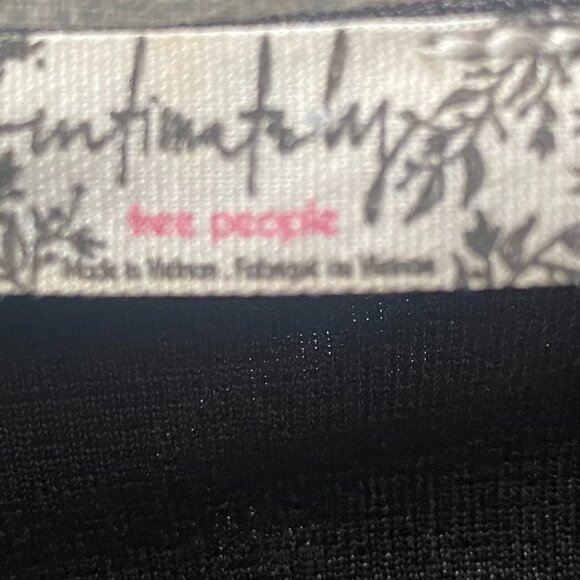 intimately
free people
Made in Vietnam . Fabriqué au Vietnam